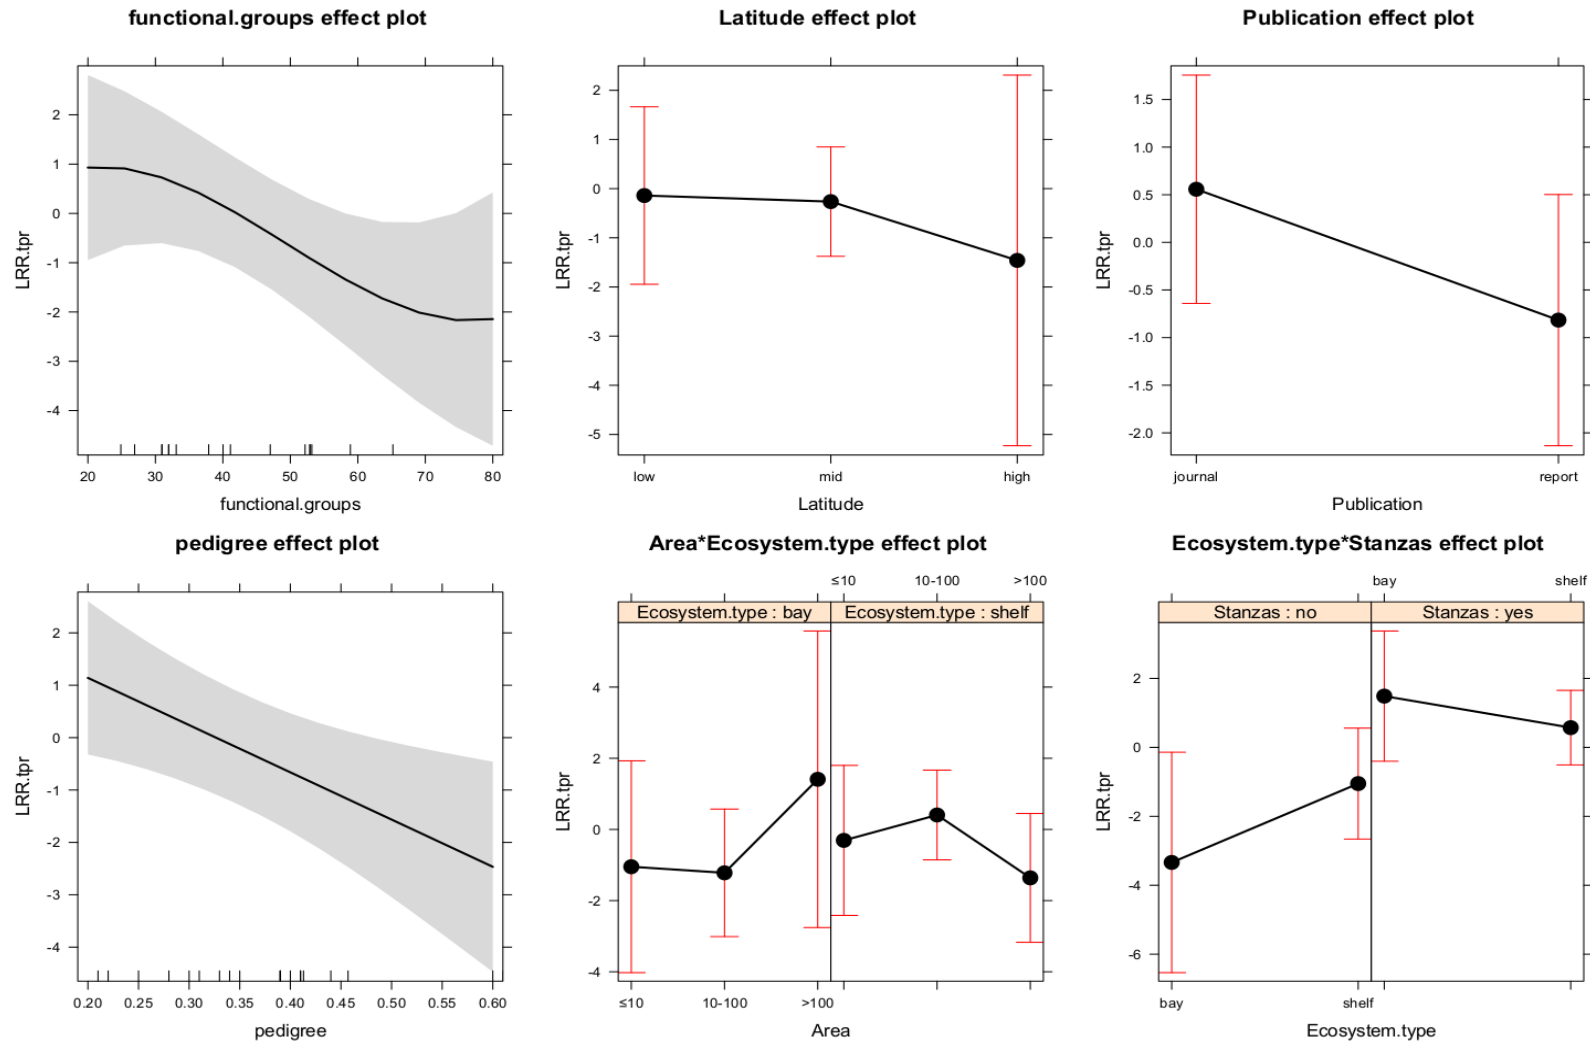 functional.groups effect plot
LRR.tpr
2
1
0
-1
-2
-3
-4
20 30 40 50 60 70 80
functional.groups
Latitude effect plot
LRR.tpr
2
1
0
-1
-2
-3
-4
-5
low mid high
Latitude
Publication effect plot
LRR.tpr
1.5
1.0
0.5
0.0
-0.5
-1.0
-1.5
-2.0
journal report
Publication
pedigree effect plot
LRR.tpr
2
1
0
-1
-2
-3
-4
0.20 0.25 0.30 0.35 0.40 0.45 0.50 0.55 0.60
pedigree
Area*Ecosystem.type effect plot
≤10 10-100 >100
Ecosystem.type : bay Ecosystem.type : shelf
LRR.tpr
4
2
0
-2
-4
≤10 10-100 >100
Area
Ecosystem.type*Stanzas effect plot
bay shelf
Stanzas : no Stanzas : yes
LRR.tpr
2
0
-2
-4
-6
bay shelf
Ecosystem.type